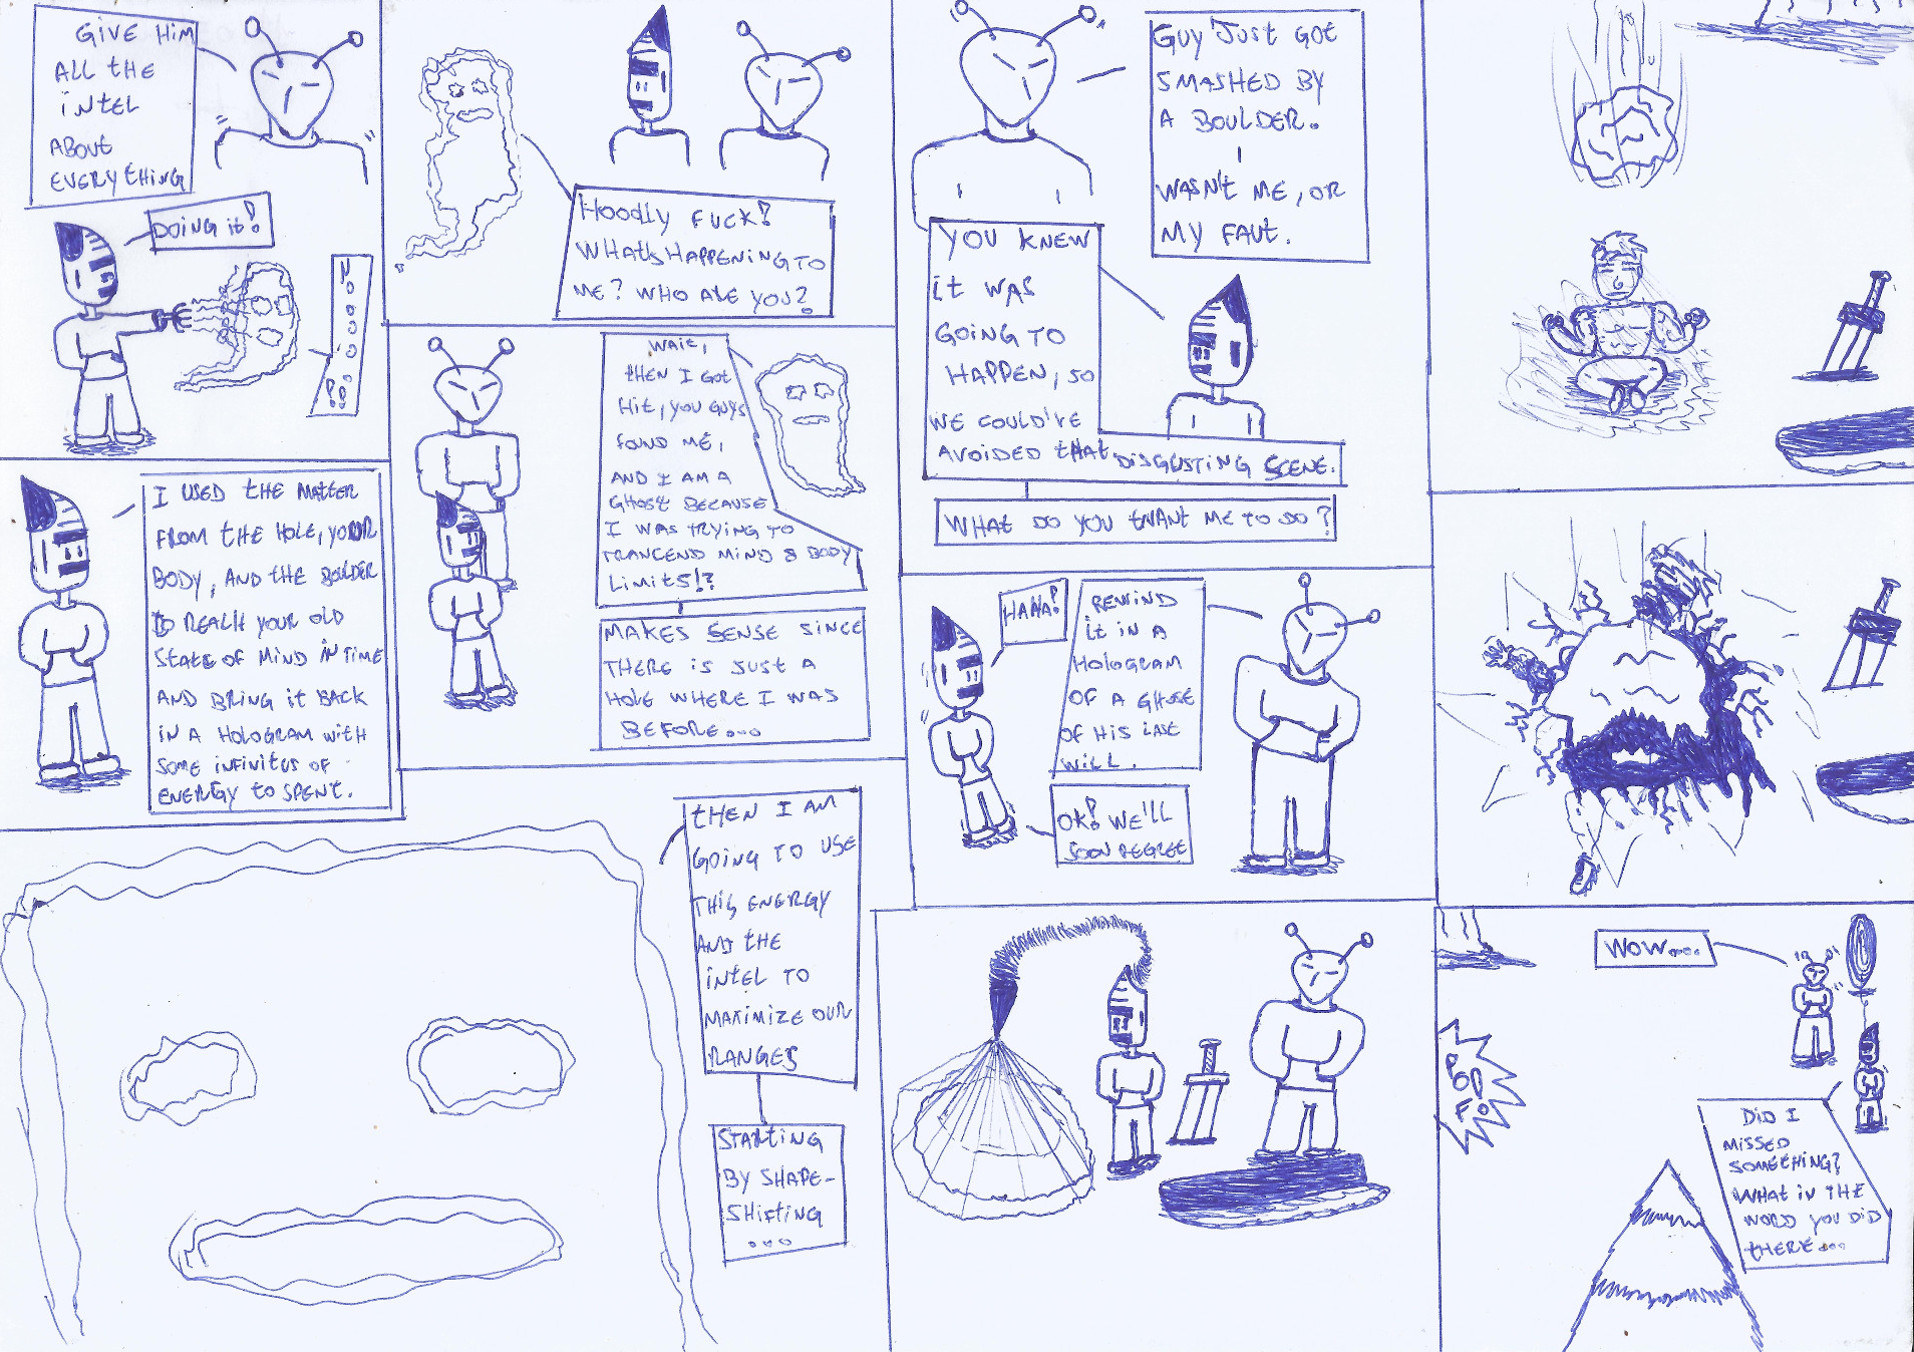 WOW....
POOF!
DID I
MISSED
SOMETHING?
WHAT IN THE
WORD YOU DID
THERE...
GUY JUST GOT
SMASHED BY
A BOULDER.
I
WASN'T ME, OR
MY FAUT.
YOU KNEW
IT WAS
GOING TO
HAPPEN, SO
WE COULD'VE
AVOIDED THAT DISGUSTING SCENE.
WHAT DO YOU WANT ME TO DO?
REWIND
IT IN A
HOLOGRAM
OF A GHOST
OF HIS LAST
WILL.
HAHA!
OK! WE'LL
SOON REGREE
HOODLY FUCK!
WHAT'S HAPPENING TO
ME? WHO ARE YOU?
WAIT,
THEN I GOT
HIT, YOU GUYS
FOUND ME,
AND I AM A
GHOST BECAUSE
I WAS TRYING TO
TRANCEND MIND & BODY
LIMITS!?
MAKES SENSE SINCE
THERE IS JUST A
HOLE WHERE I WAS
BEFORE...
GIVE HIM
ALL THE
INTEL
ABOUT
EVERYTHING
DOING IT!
NOOOOO!!
I USED THE MATTER
FROM THE HOLE, YOUR
BODY, AND THE BOULDER
TO REACH YOUR OLD
STATE OF MIND IN TIME
AND BRING IT BACK
IN A HOLOGRAM WITH
SOME INFINITUS OF
ENERGY TO SPENT.
THEN I AM
GOING TO USE
THIS ENERGY
AND THE
INTEL TO
MAXIMIZE OUR
RANGES
STARTING
BY SHAPE-
SHIFTING
...